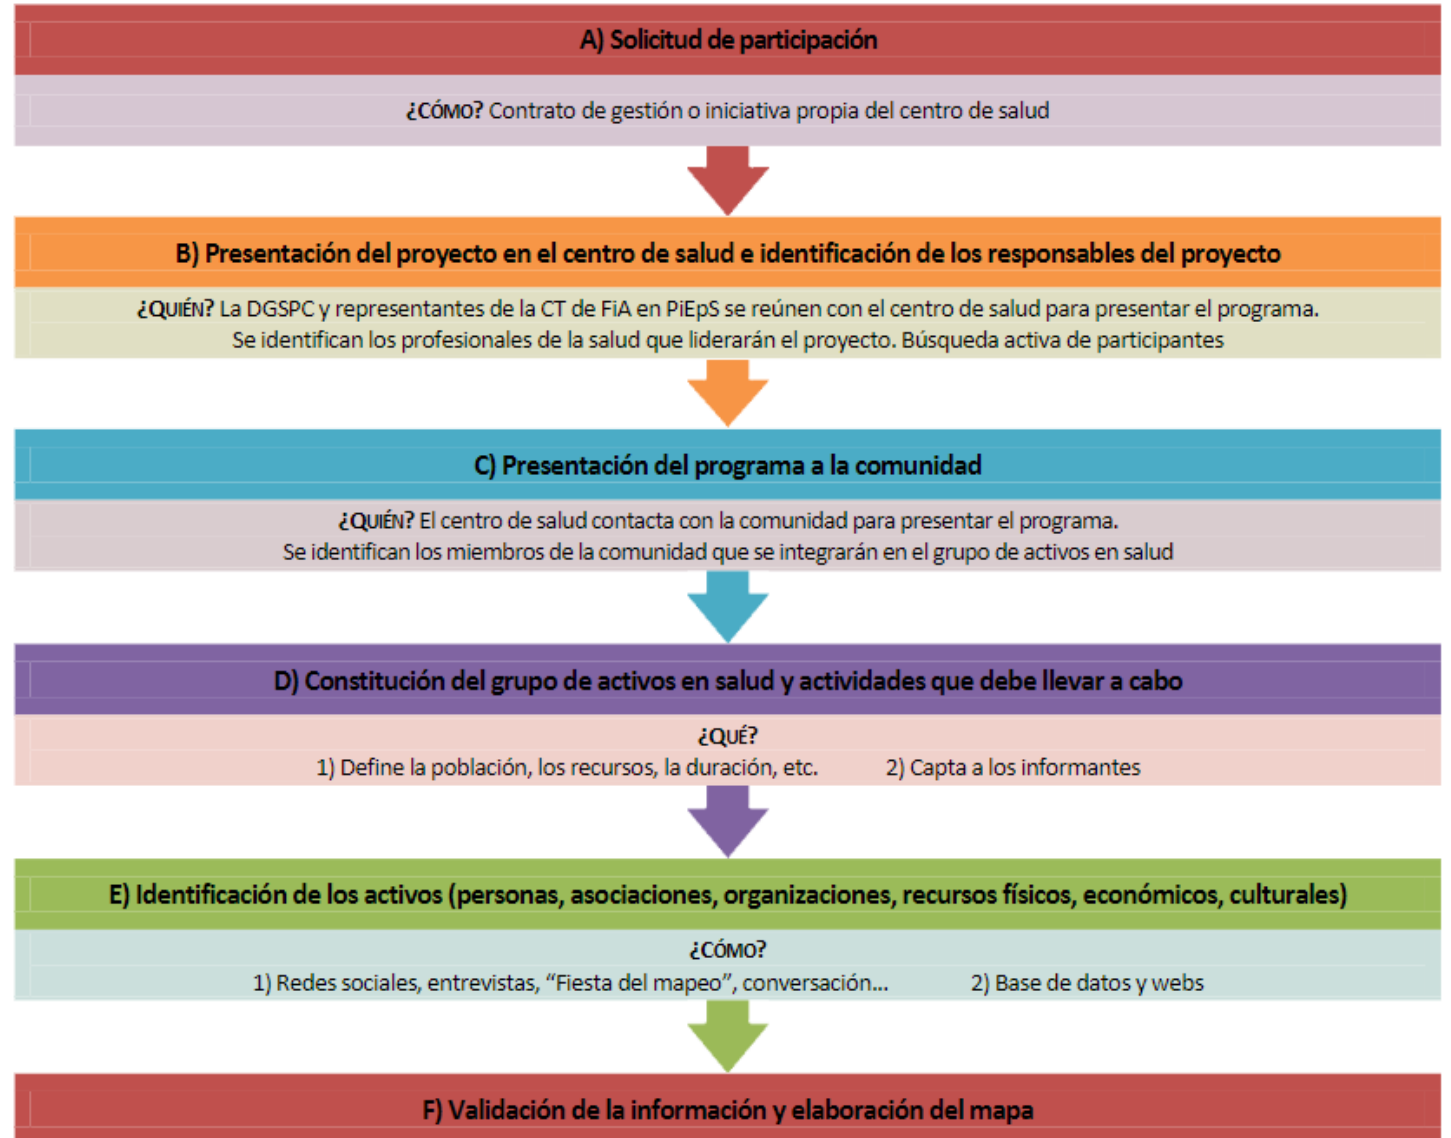 A) Solicitud de participación
¿CÓMO? Contrato de gestión o iniciativa propia del centro de salud
B) Presentación del proyecto en el centro de salud e identificación de los responsables del proyecto
¿QUIÉN? La DGSPC y representantes de la CT de FiA en PiEpS se reúnen con el centro de salud para presentar el programa.
Se identifican los profesionales de la salud que liderarán el proyecto. Búsqueda activa de participantes
C) Presentación del programa a la comunidad
¿QUIÉN? El centro de salud contacta con la comunidad para presentar el programa.
Se identifican los miembros de la comunidad que se integrarán en el grupo de activos en salud
D) Constitución del grupo de activos en salud y actividades que debe llevar a cabo
¿QUÉ?
1) Define la población, los recursos, la duración, etc. 2) Capta a los informantes
E) Identificación de los activos (personas, asociaciones, organizaciones, recursos físicos, económicos, culturales)
¿CÓMO?
1) Redes sociales, entrevistas, “Fiesta del mapeo”, conversación... 2) Base de datos y webs
F) Validación de la información y elaboración del mapa